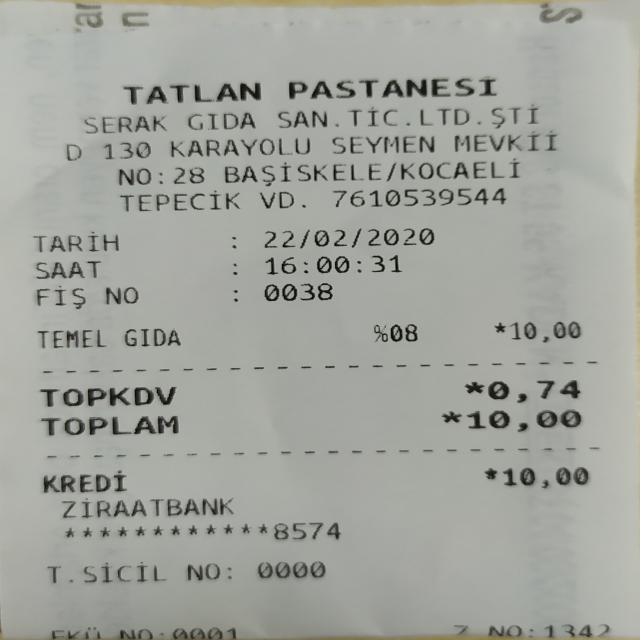 TATLAN PASTANESİ
SERAK GIDA SAN.TİC.LTD.ŞTİ
D 130 KARAYOLU SEYMEN MEVKİİ
NO:28 BAŞİSKELE/KOCAELİ
TEPECİK VD. 7610539544
TARİH : 22/02/2020
SAAT : 16:00:31
FİŞ NO : 0038
TEMEL GIDA %08 *10,00
TOPKDV *0,74
TOPLAM *10,00
KREDİ *10,00
ZİRAATBANK
************8574
T.SİCİL NO: 0000
EKÜ NO:0001 Z NO:1342